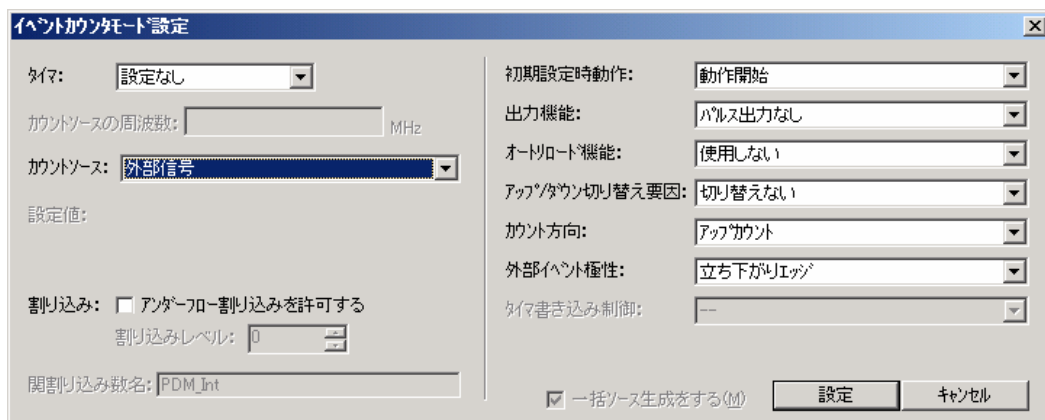 イベントカウンタモード設定
タイマ: 設定なし
カウントソースの周波数: MHz
カウントソース: 外部信号
設定値:
割り込み: アンダーフロー割り込みを許可する
割り込みレベル: 0
関割り込み数名: PDM_Int
初期設定時動作: 動作開始
出力機能: パルス出力なし
オートリロード機能: 使用しない
アップ/ダウン切り替え要因: 切り替えない
カウント方向: アップカウント
外部イベント極性: 立ち下がりエッジ
タイマ書き込み制御: --
一括ソース生成をする(M) 設定 キャンセル